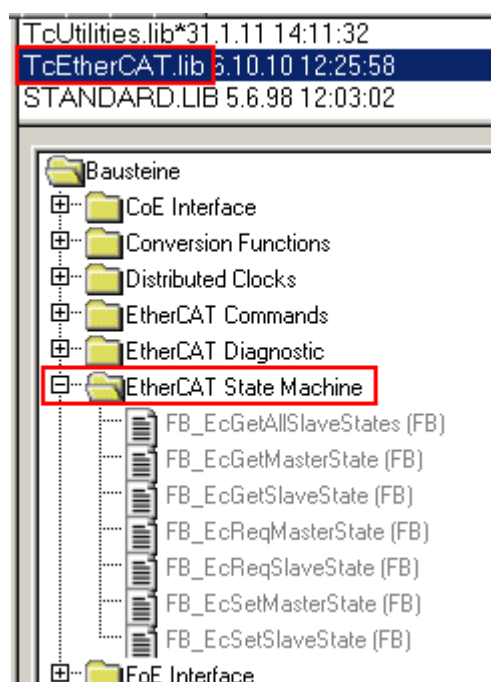 TcUtilities.lib*31.1.11 14:11:32
TcEtherCAT.lib 6.10.10 12:25:58
STANDARD.LIB 5.6.98 12:03:02
Bausteine
CoE Interface
Conversion Functions
Distributed Clocks
EtherCAT Commands
EtherCAT Diagnostic
EtherCAT State Machine
FB_EcGetAllSlaveStates (FB)
FB_EcGetMasterState (FB)
FB_EcGetSlaveState (FB)
FB_EcReqMasterState (FB)
FB_EcReqSlaveState (FB)
FB_EcSetMasterState (FB)
FB_EcSetSlaveState (FB)
FoE Interface